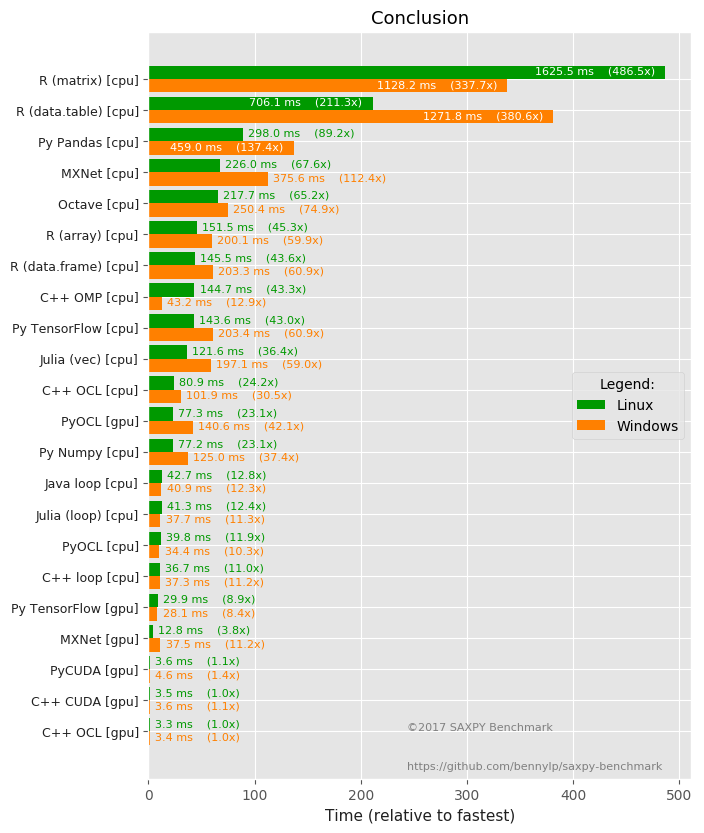 Conclusion
R (matrix) [cpu]
1625.5 ms (486.5x)
1128.2 ms (337.7x)
R (data.table) [cpu]
706.1 ms (211.3x)
1271.8 ms (380.6x)
Py Pandas [cpu]
298.0 ms (89.2x)
459.0 ms (137.4x)
MXNet [cpu]
226.0 ms (67.6x)
375.6 ms (112.4x)
Octave [cpu]
217.7 ms (65.2x)
250.4 ms (74.9x)
R (array) [cpu]
151.5 ms (45.3x)
200.1 ms (59.9x)
R (data.frame) [cpu]
145.5 ms (43.6x)
203.3 ms (60.9x)
C++ OMP [cpu]
144.7 ms (43.3x)
43.2 ms (12.9x)
Py TensorFlow [cpu]
143.6 ms (43.0x)
203.4 ms (60.9x)
Julia (vec) [cpu]
121.6 ms (36.4x)
197.1 ms (59.0x)
C++ OCL [cpu]
80.9 ms (24.2x)
101.9 ms (30.5x)
PyOCL [gpu]
77.3 ms (23.1x)
140.6 ms (42.1x)
Py Numpy [cpu]
77.2 ms (23.1x)
125.0 ms (37.4x)
Java loop [cpu]
42.7 ms (12.8x)
40.9 ms (12.3x)
Julia (loop) [cpu]
41.3 ms (12.4x)
37.7 ms (11.3x)
PyOCL [cpu]
39.8 ms (11.9x)
34.4 ms (10.3x)
C++ loop [cpu]
36.7 ms (11.0x)
37.3 ms (11.2x)
Py TensorFlow [gpu]
29.9 ms (8.9x)
28.1 ms (8.4x)
MXNet [gpu]
12.8 ms (3.8x)
37.5 ms (11.2x)
PyCUDA [gpu]
3.6 ms (1.1x)
4.6 ms (1.4x)
C++ CUDA [gpu]
3.5 ms (1.0x)
3.6 ms (1.1x)
C++ OCL [gpu]
3.3 ms (1.0x)
3.4 ms (1.0x)
Legend:
Linux
Windows
©2017 SAXPY Benchmark
https://github.com/bennylp/saxpy-benchmark
0 100 200 300 400 500
Time (relative to fastest)